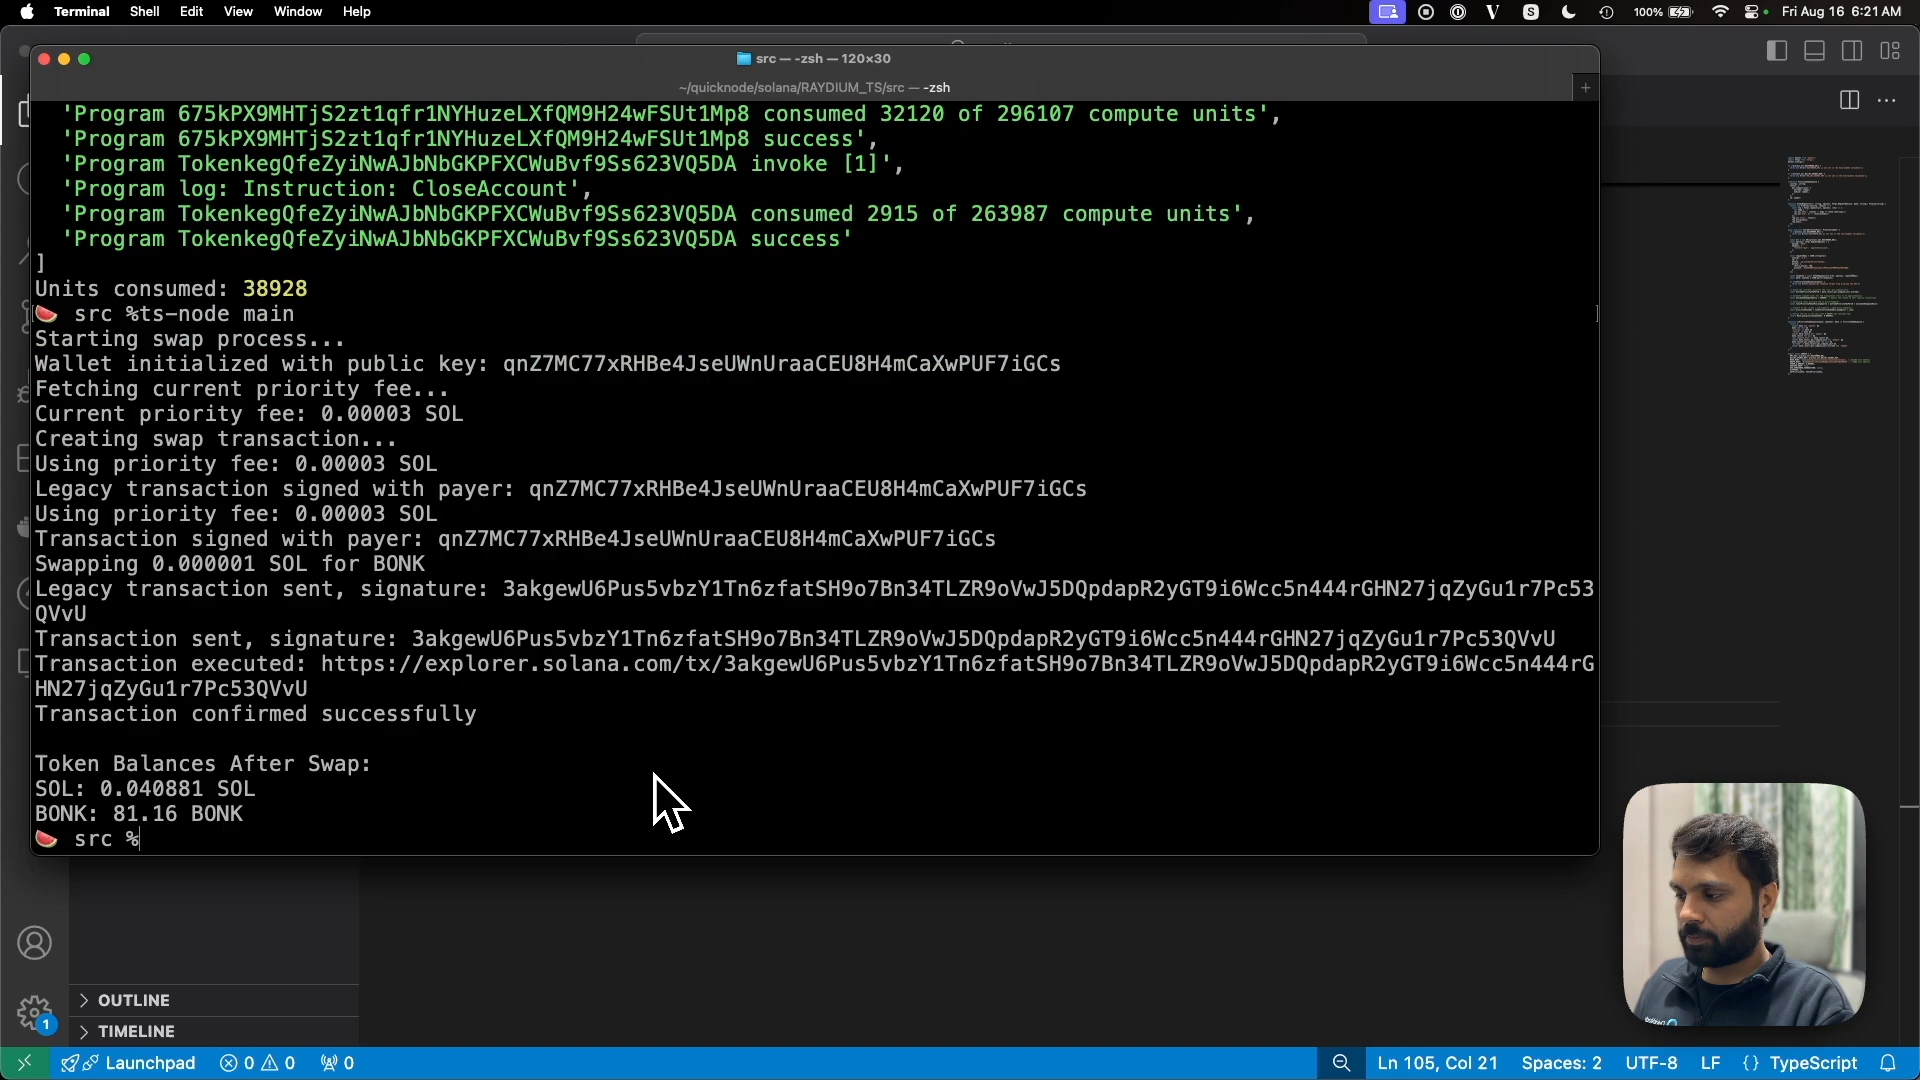 Terminal Shell Edit View Window Help
100% Fri Aug 16 6:21 AM
src — -zsh — 120×30
~/quicknode/solana/RAYDIUM_TS/src — -zsh
'Program 675kPX9MHTjS2zt1qfr1NYHuzeLXfQM9H24wFSUt1Mp8 consumed 32120 of 296107 compute units',
'Program 675kPX9MHTjS2zt1qfr1NYHuzeLXfQM9H24wFSUt1Mp8 success',
'Program TokenkegQfeZyiNwAJbNbGKPFXCWuBvf9Ss623VQ5DA invoke [1]',
'Program log: Instruction: CloseAccount',
'Program TokenkegQfeZyiNwAJbNbGKPFXCWuBvf9Ss623VQ5DA consumed 2915 of 263987 compute units',
'Program TokenkegQfeZyiNwAJbNbGKPFXCWuBvf9Ss623VQ5DA success'
]
Units consumed: 38928
🍉 src %ts-node main
Starting swap process...
Wallet initialized with public key: qnZ7MC77xRHBe4JseUWnUraaCEU8H4mCaXwPUF7iGCs
Fetching current priority fee...
Current priority fee: 0.00003 SOL
Creating swap transaction...
Using priority fee: 0.00003 SOL
Legacy transaction signed with payer: qnZ7MC77xRHBe4JseUWnUraaCEU8H4mCaXwPUF7iGCs
Using priority fee: 0.00003 SOL
Transaction signed with payer: qnZ7MC77xRHBe4JseUWnUraaCEU8H4mCaXwPUF7iGCs
Swapping 0.000001 SOL for BONK
Legacy transaction sent, signature: 3akgewU6Pus5vbzY1Tn6zfatSH9o7Bn34TLZR9oVwJ5DQpdapR2yGT9i6Wcc5n444rGHN27jqZyGu1r7Pc53
QVvU
Transaction sent, signature: 3akgewU6Pus5vbzY1Tn6zfatSH9o7Bn34TLZR9oVwJ5DQpdapR2yGT9i6Wcc5n444rGHN27jqZyGu1r7Pc53QVvU
Transaction executed: https://explorer.solana.com/tx/3akgewU6Pus5vbzY1Tn6zfatSH9o7Bn34TLZR9oVwJ5DQpdapR2yGT9i6Wcc5n444rG
HN27jqZyGu1r7Pc53QVvU
Transaction confirmed successfully
Token Balances After Swap:
SOL: 0.040881 SOL
BONK: 81.16 BONK
🍉 src %
OUTLINE
1
TIMELINE
Launchpad 0 0 0 Ln 105, Col 21 Spaces: 2 UTF-8 LF {} TypeScript